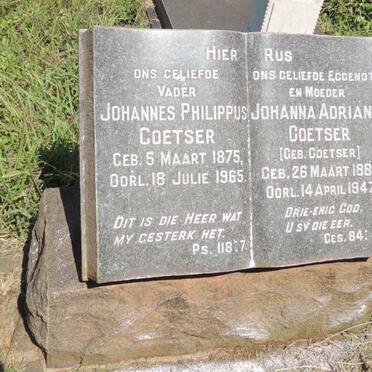 Hier Rus
ons geliefde
Vader
Johannes Philippus
Coetser
Geb. 5 Maart 1875,
Oorl. 18 Julie 1965.
Dit is die Heer wat
my gesterk het.
Ps. 118:7.
ons geliefde Eggenot
en Moeder
Johanna Adrian
Coetser
[Geb. Coetser]
Geb. 26 Maart 18
Oorl. 14 April 1947
Drie-enig God,
U sy die eer.
Ges. 84.